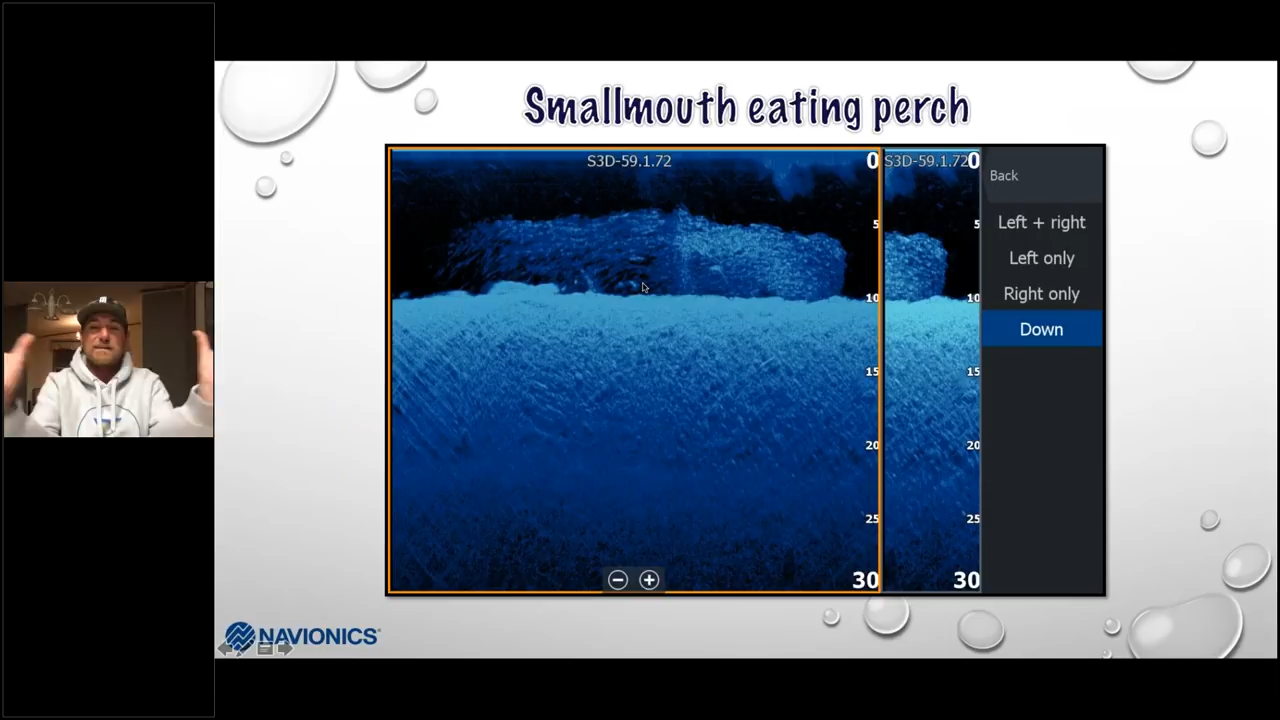 Smallmouth eating perch
S3D-59.1.72 0 S3D-59.1.72 0
Back
5 5
Left + right
Left only
Right only
10 10
Down
15 15
20 20
25 25
30 30
NAVIONICS®